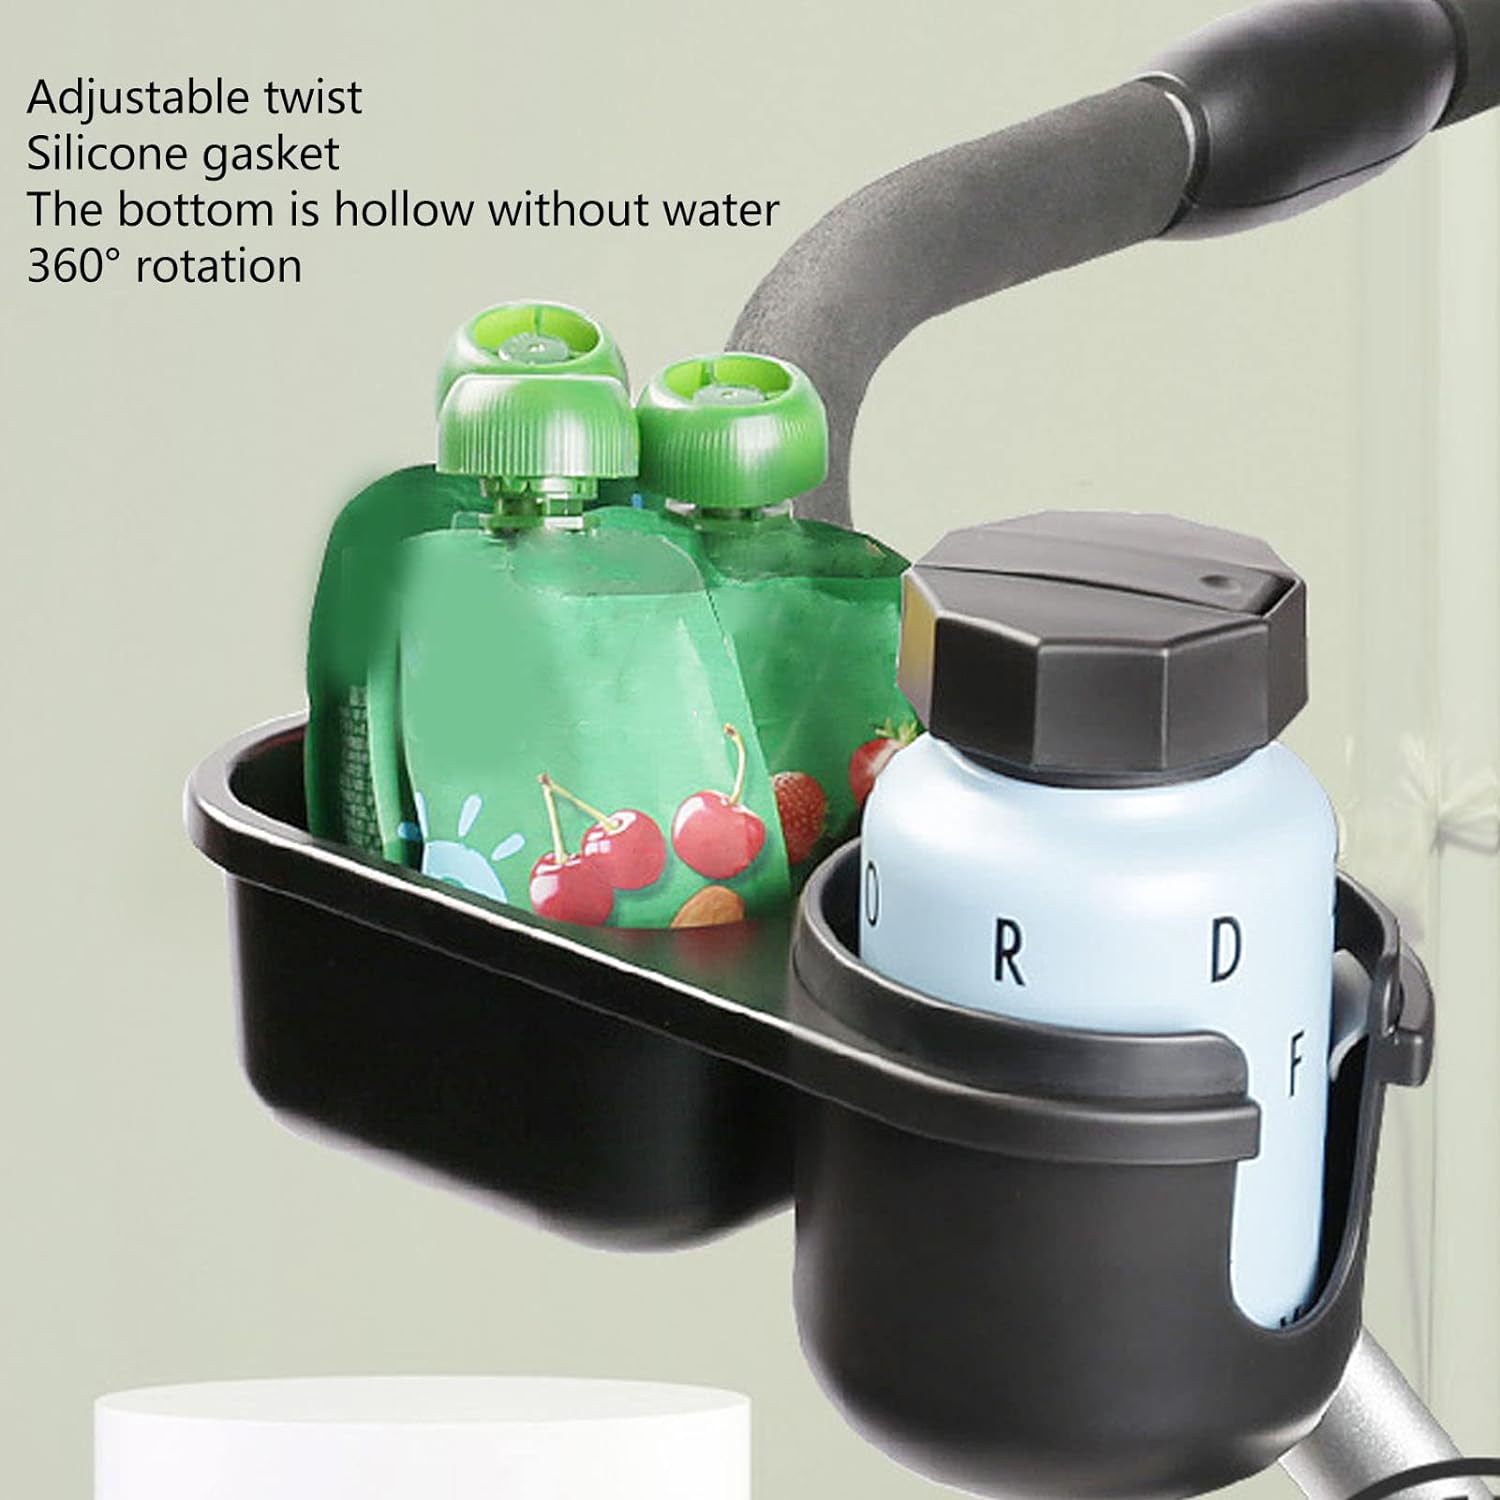 Adjustable twist
Silicone gasket
The bottom is hollow without water
360° rotation
O R D
F